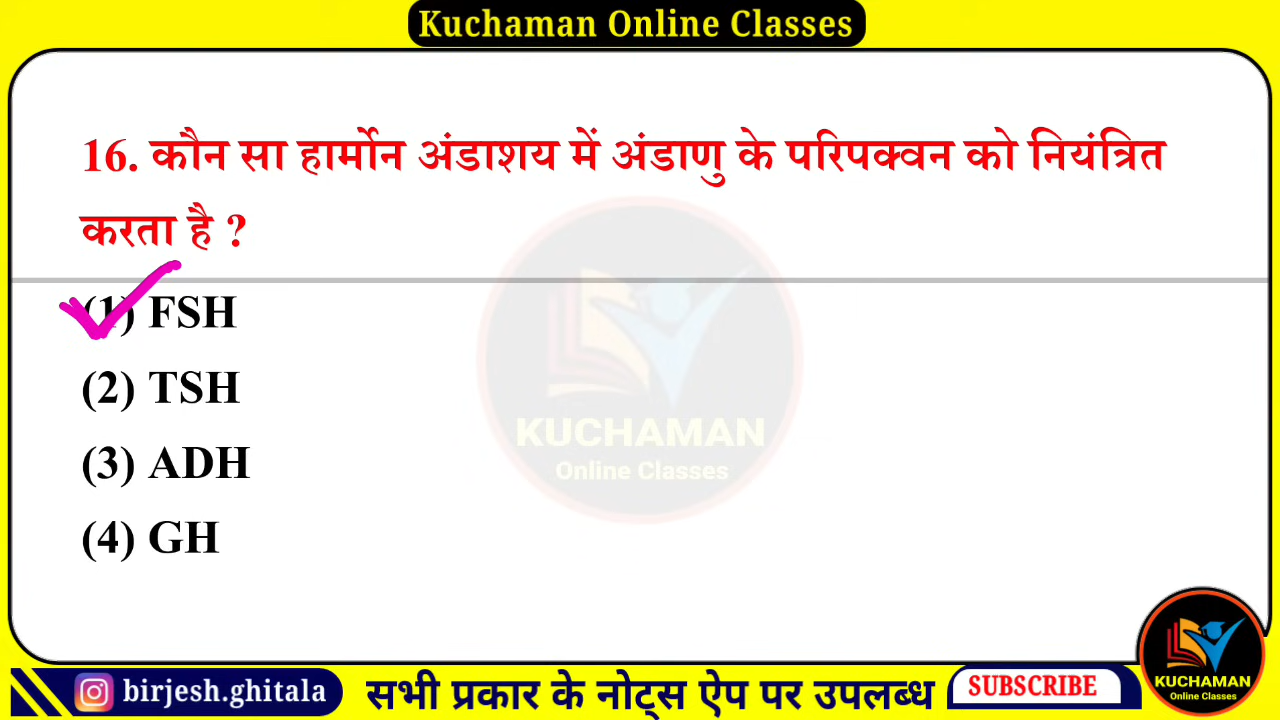 Kuchaman Online Classes
16. कौन सा हार्मोन अंडाशय में अंडाणु के परिपक्वन को नियंत्रित
करता है ?
(1) FSH
(2) TSH
(3) ADH
(4) GH
KUCHAMAN
Online Classes
KUCHAMAN
Online Classes
birjesh.ghitala
सभी प्रकार के नोट्स ऐप पर उपलब्ध
SUBSCRIBE